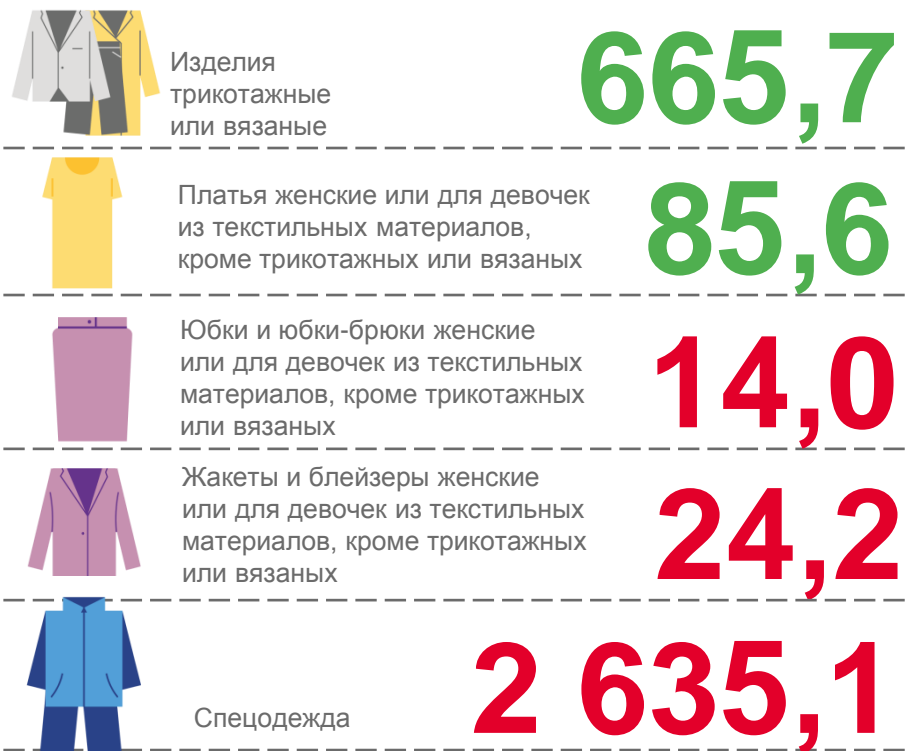 Изделия
трикотажные
или вязаные
665,7
Платья женские или для девочек
из текстильных материалов,
кроме трикотажных или вязаных
85,6
Юбки и юбки-брюки женские
или для девочек из текстильных
материалов, кроме трикотажных
или вязаных
14,0
Жакеты и блейзеры женские
или для девочек из текстильных
материалов, кроме трикотажных
или вязаных
24,2
Спецодежда
2 635,1